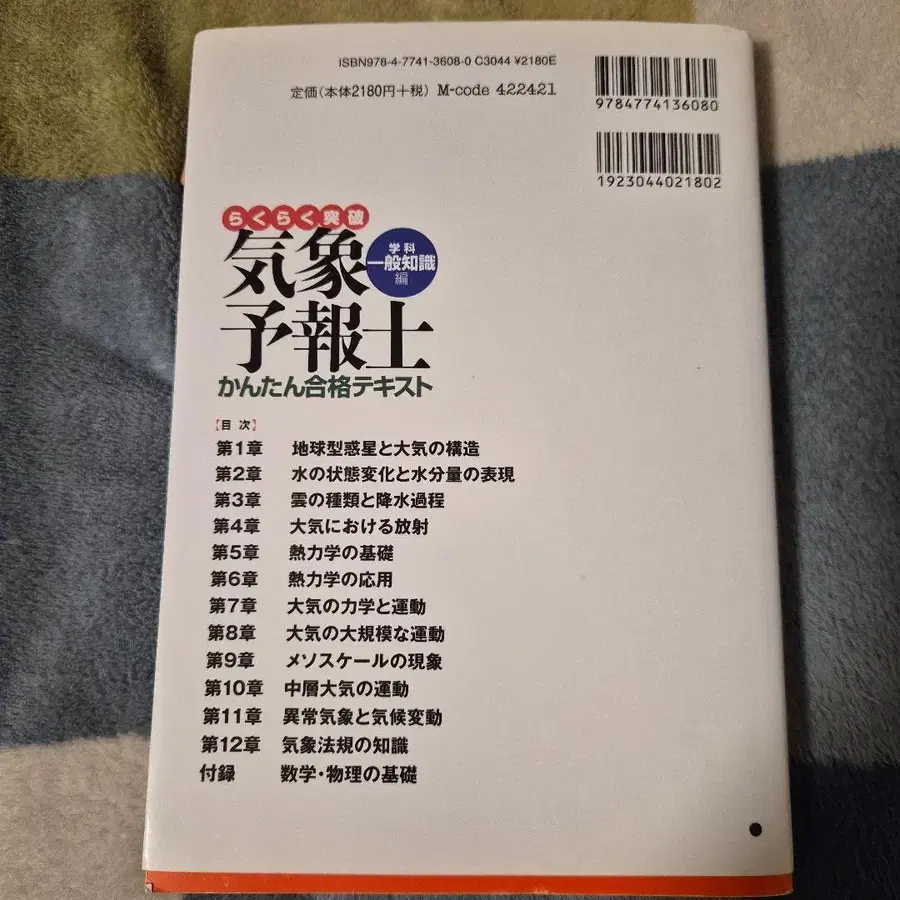 ISBN978-4-7741-3608-0 C3044 ¥2180E
定価(本体2180円+税) M-code 422421
9784774136080
1923044021802
らくらく突破
気象
予報士
学科
一般知識
編
かんたん合格テキスト
【目 次】
第1章 地球型惑星と大気の構造
第2章 水の状態変化と水分量の表現
第3章 雲の種類と降水過程
第4章 大気における放射
第5章 熱力学の基礎
第6章 熱力学の応用
第7章 大気の力学と運動
第8章 大気の大規模な運動
第9章 メソスケールの現象
第10章 中層大気の運動
第11章 異常気象と気候変動
第12章 気象法規の知識
付録 数学・物理の基礎